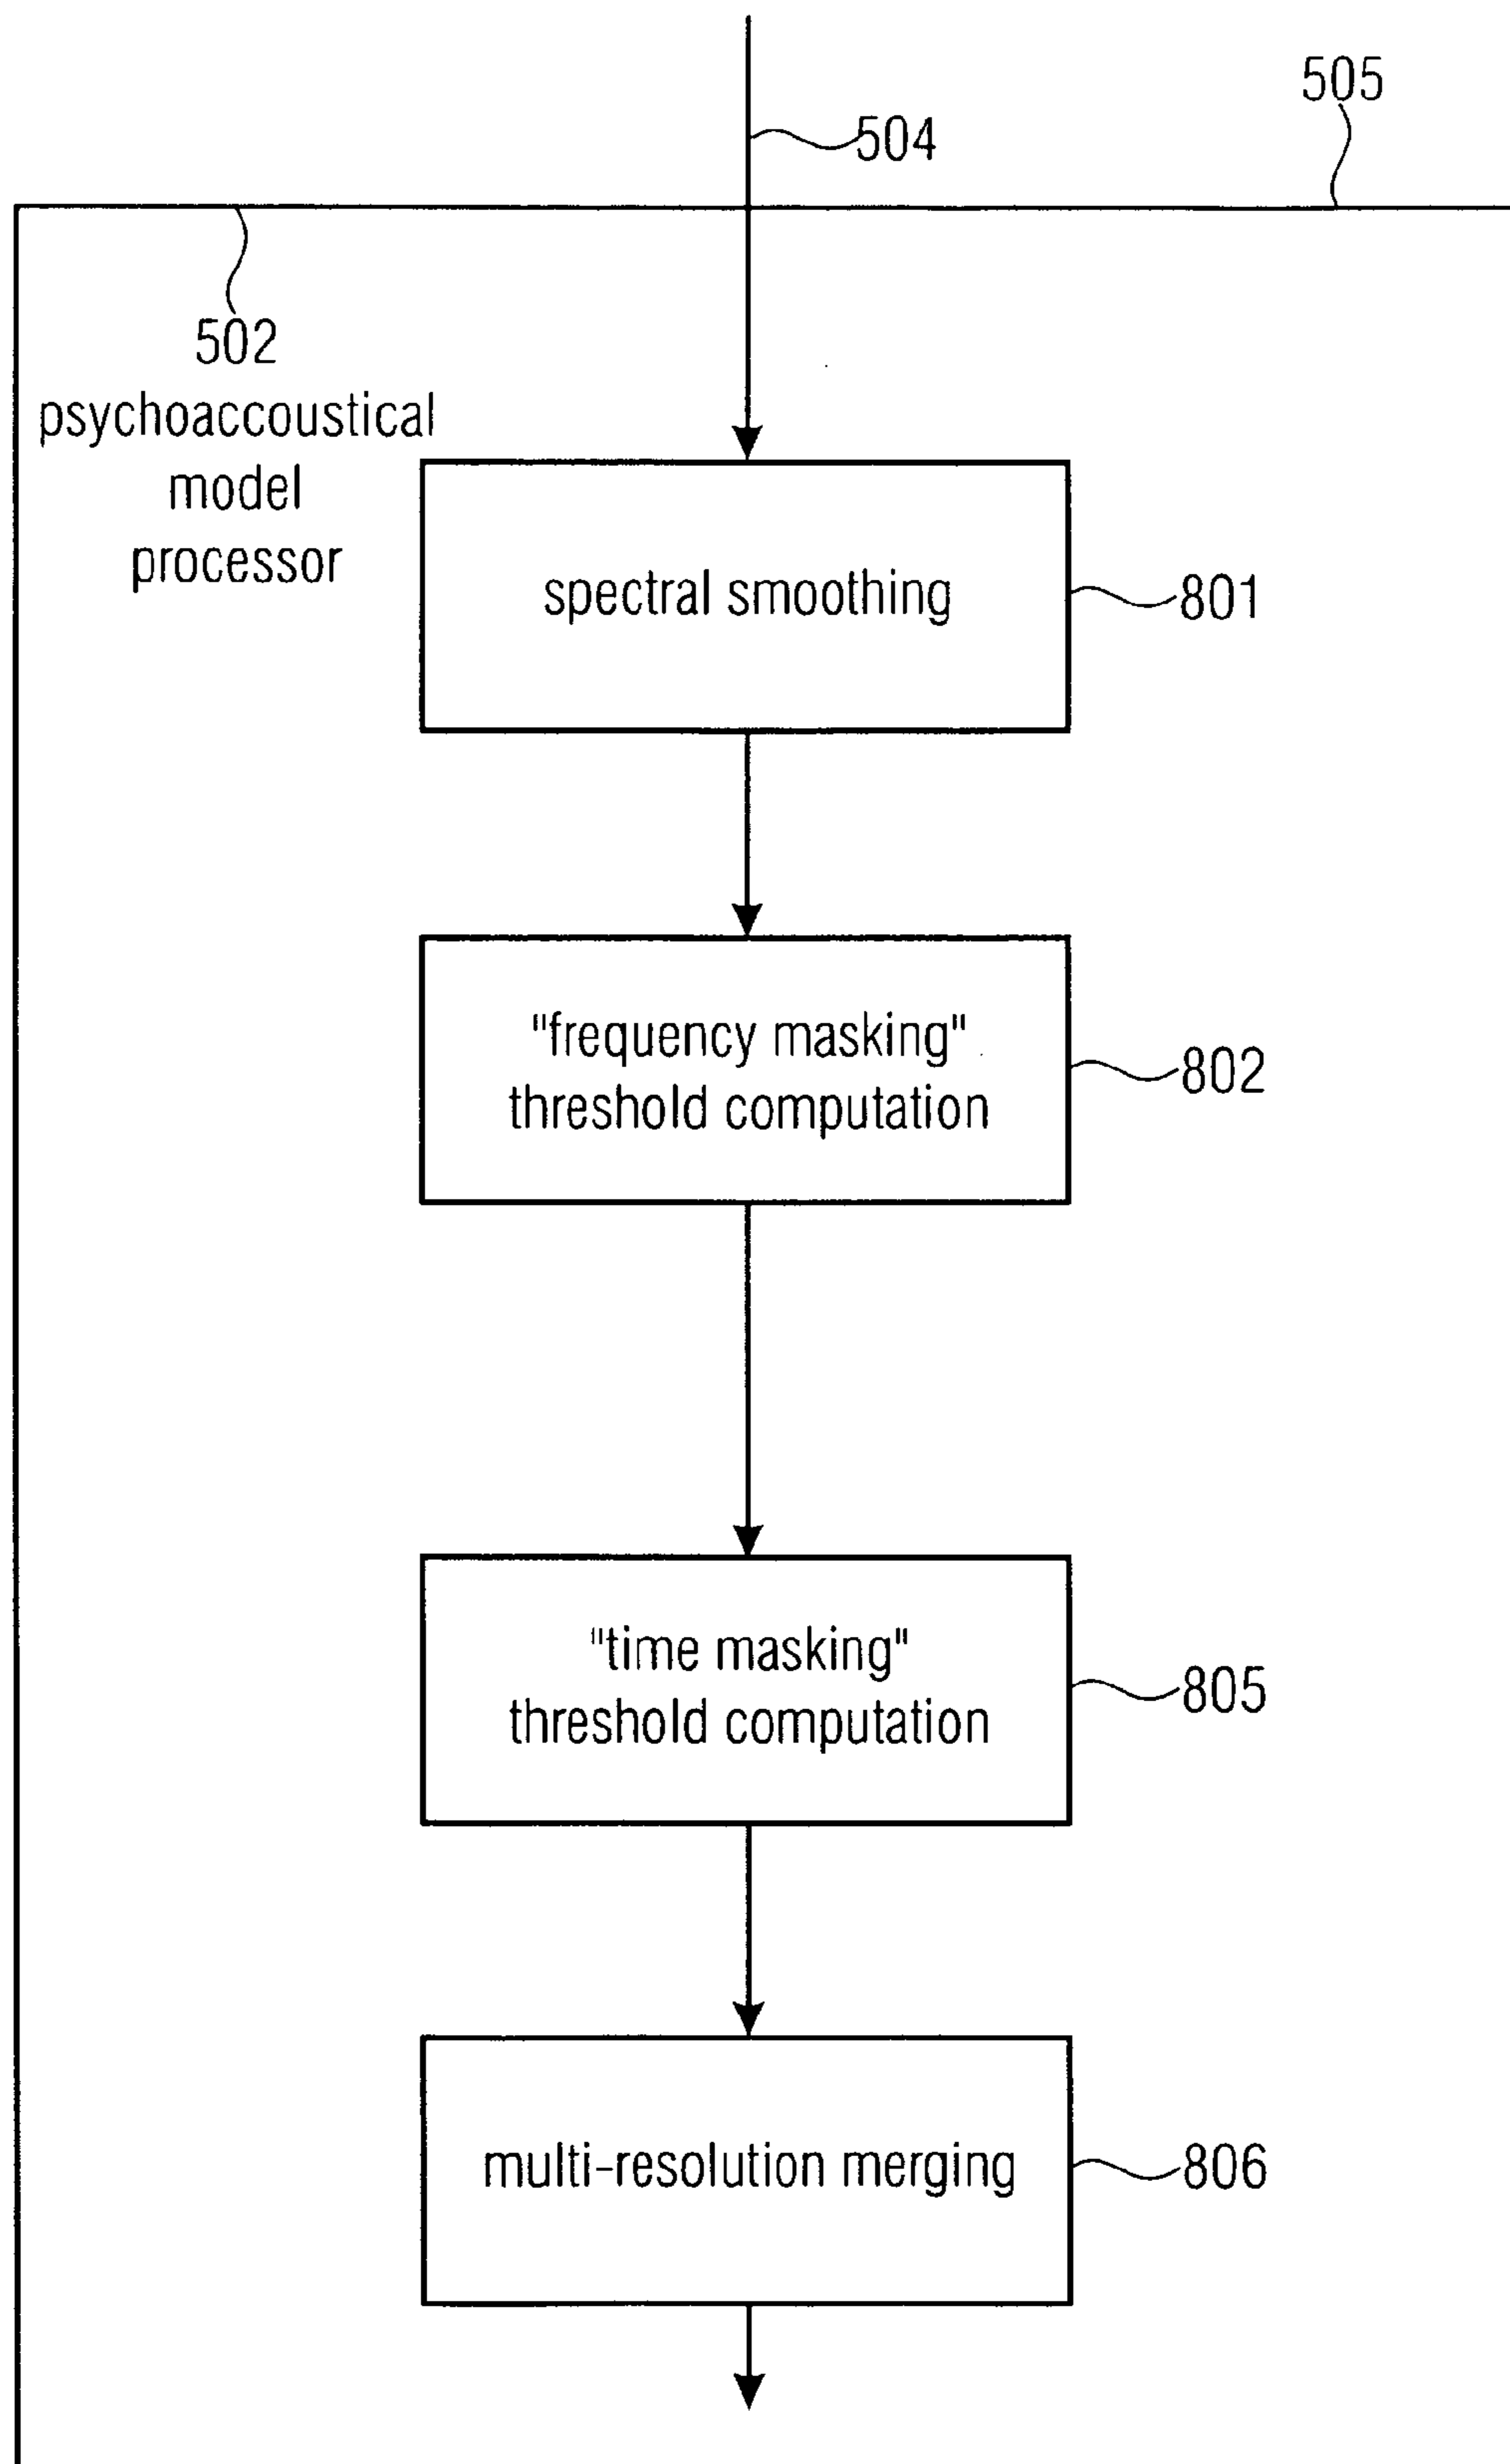 505
504
502
psychoaccoustical
model
processor
spectral smoothing
801
"frequency masking"
threshold computation
802
"time masking"
threshold computation
805
multi-resolution merging
806